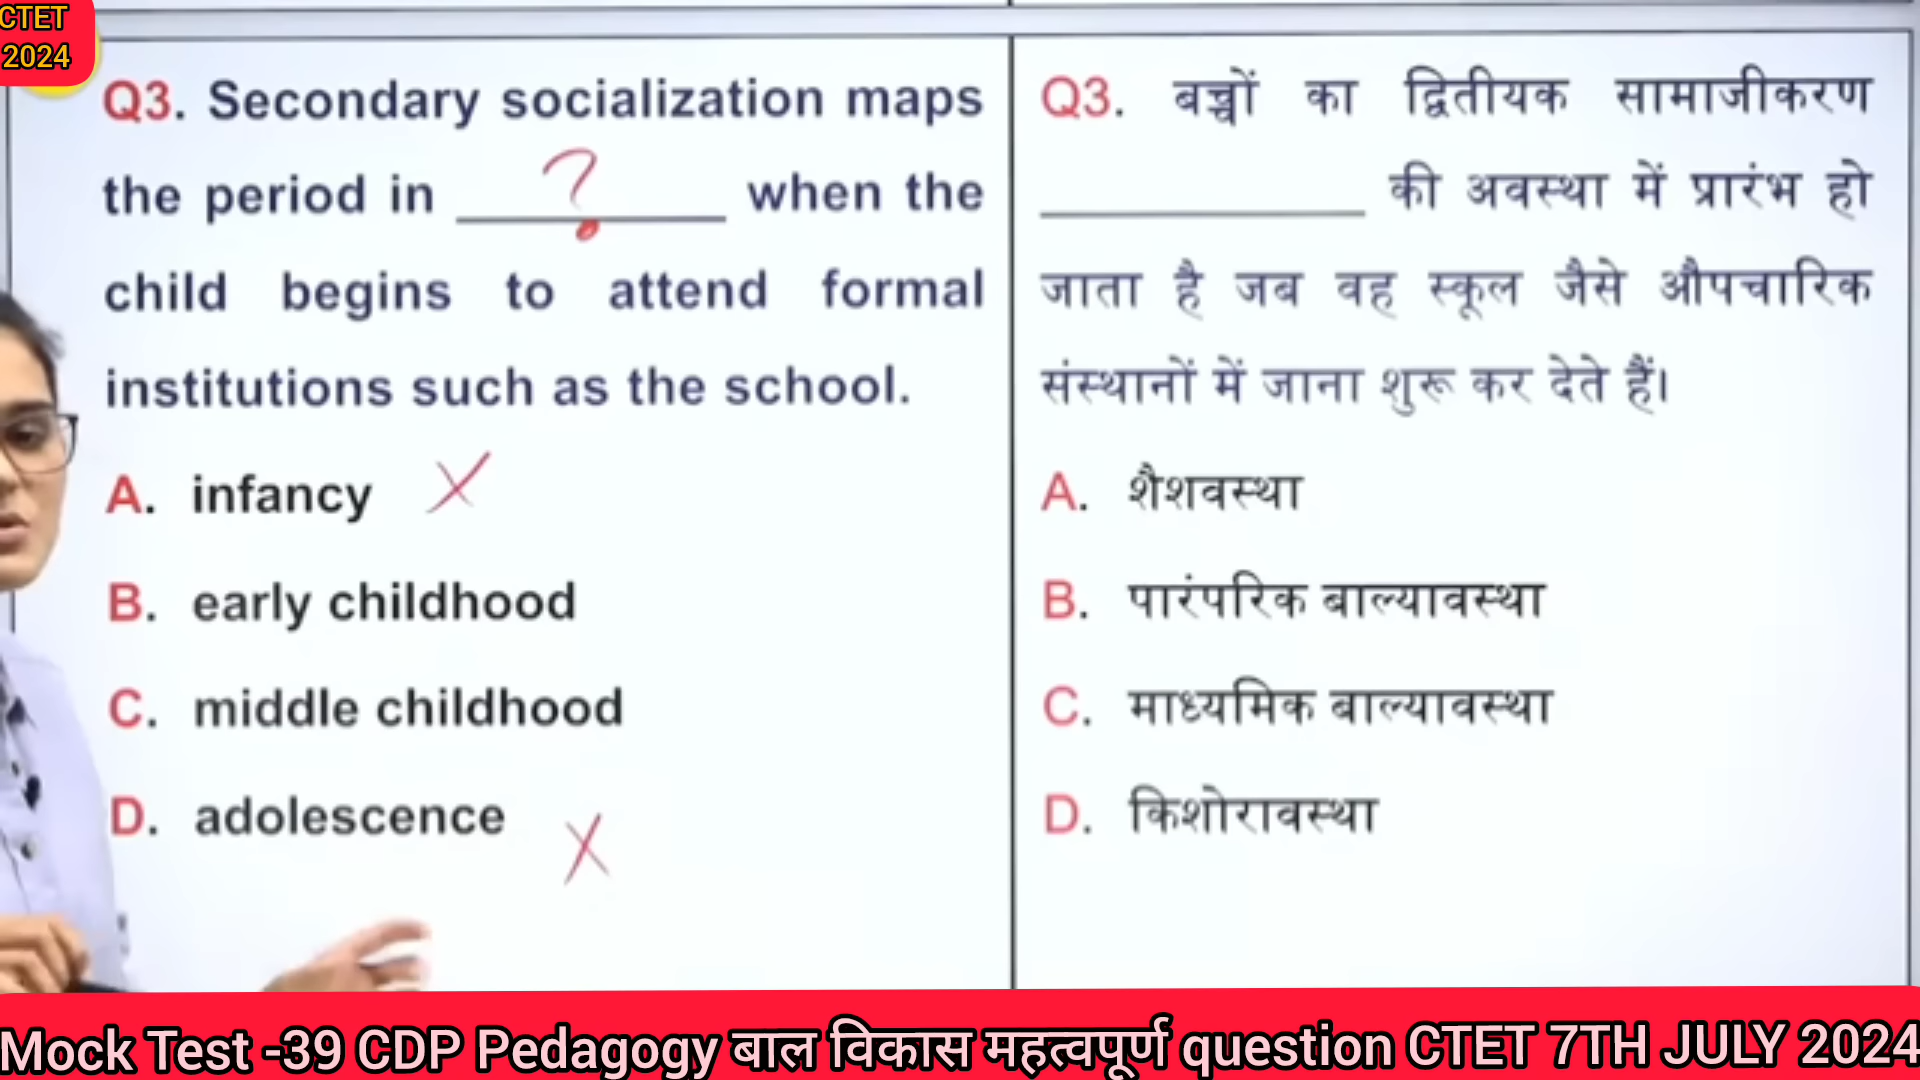 CTET
2024
Q3. Secondary socialization maps
the period in ________ when the
?
child begins to attend formal
institutions such as the school.
A. infancy
B. early childhood
C. middle childhood
D. adolescence
Q3. बच्चों का द्वितीयक सामाजीकरण
________ की अवस्था में प्रारंभ हो
जाता है जब वह स्कूल जैसे औपचारिक
संस्थानों में जाना शुरू कर देते हैं।
A. शैशवस्था
B. पारंपरिक बाल्यावस्था
C. माध्यमिक बाल्यावस्था
D. किशोरावस्था
Mock Test -39 CDP Pedagogy बाल विकास महत्वपूर्ण question CTET 7TH JULY 2024